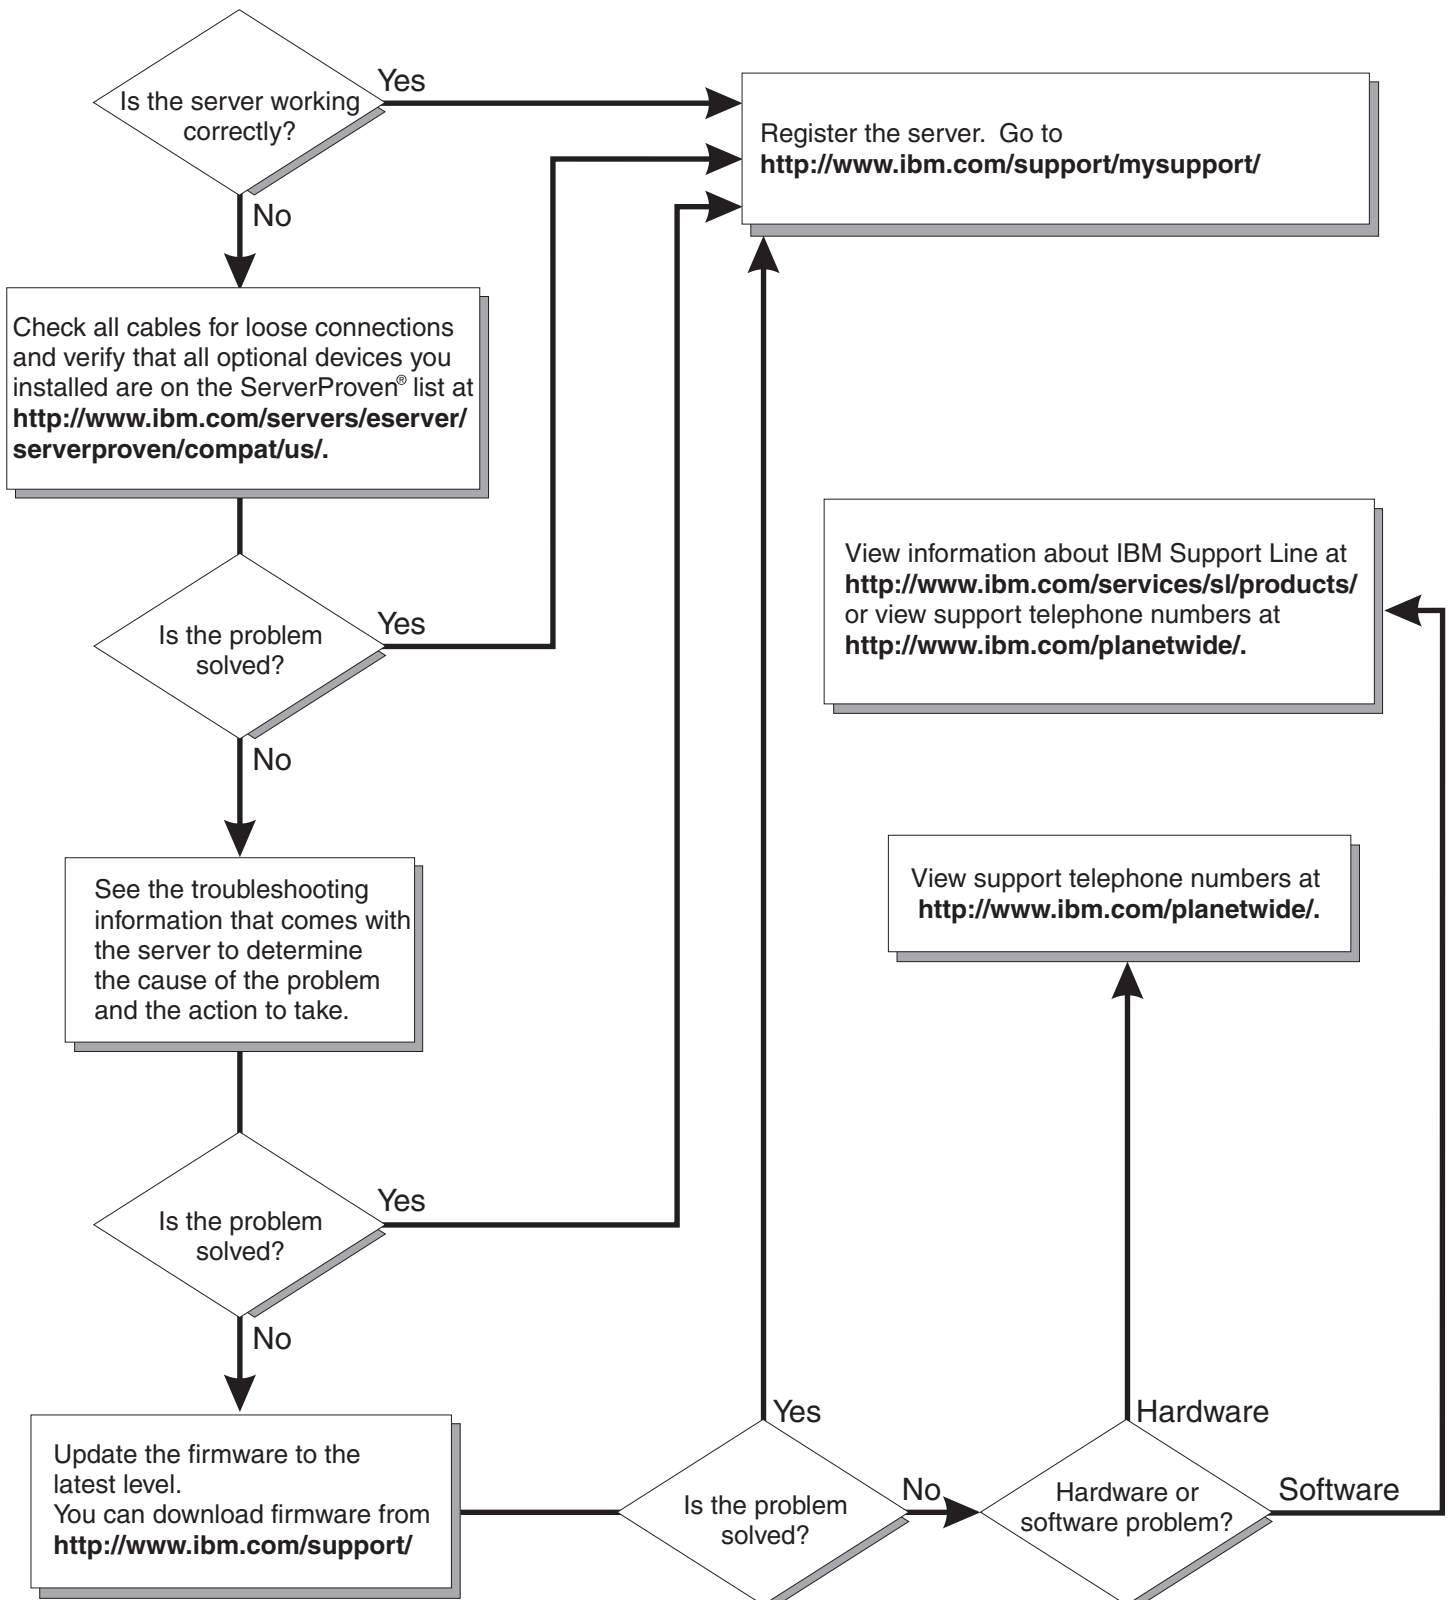 Is the server working
correctly?
Yes
No
Register the server. Go to
http://www.ibm.com/support/mysupport/
Check all cables for loose connections
and verify that all optional devices you
installed are on the ServerProven® list at
http://www.ibm.com/servers/eserver/
serverproven/compat/us/.
Is the problem
solved?
Yes
No
View information about IBM Support Line at
http://www.ibm.com/services/sl/products/
or view support telephone numbers at
http://www.ibm.com/planetwide/.
See the troubleshooting
information that comes with
the server to determine
the cause of the problem
and the action to take.
View support telephone numbers at
http://www.ibm.com/planetwide/.
Is the problem
solved?
Yes
No
Update the firmware to the
latest level.
You can download firmware from
http://www.ibm.com/support/
Is the problem
solved?
Yes
No
Hardware or
software problem?
Hardware
Software